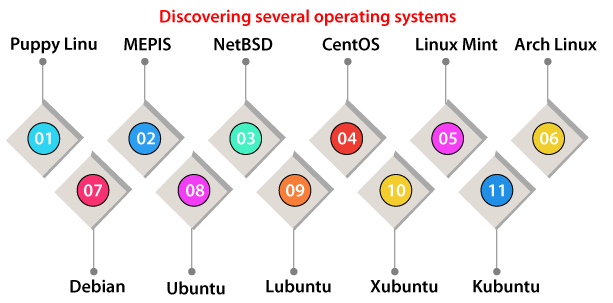 Discovering several operating systems
Puppy Linu
MEPIS
NetBSD
CentOS
Linux Mint
Arch Linux
01
02
03
04
05
06
07
08
09
10
11
Debian
Ubuntu
Lubuntu
Xubuntu
Kubuntu